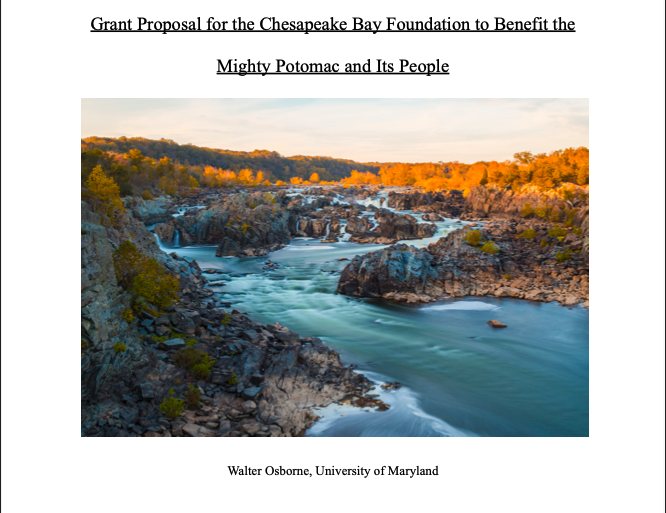 Grant Proposal for the Chesapeake Bay Foundation to Benefit the
Mighty Potomac and Its People
Walter Osborne, University of Maryland